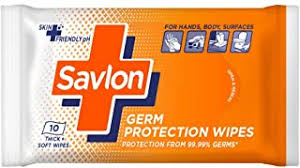 SKIN
FRIENDLY pH
FOR HANDS, BODY, SURFACES
Savlon
10
THICK
SOFT WIPES
GERM
PROTECTION WIPES
PROTECTION FROM 99.99% GERMS*